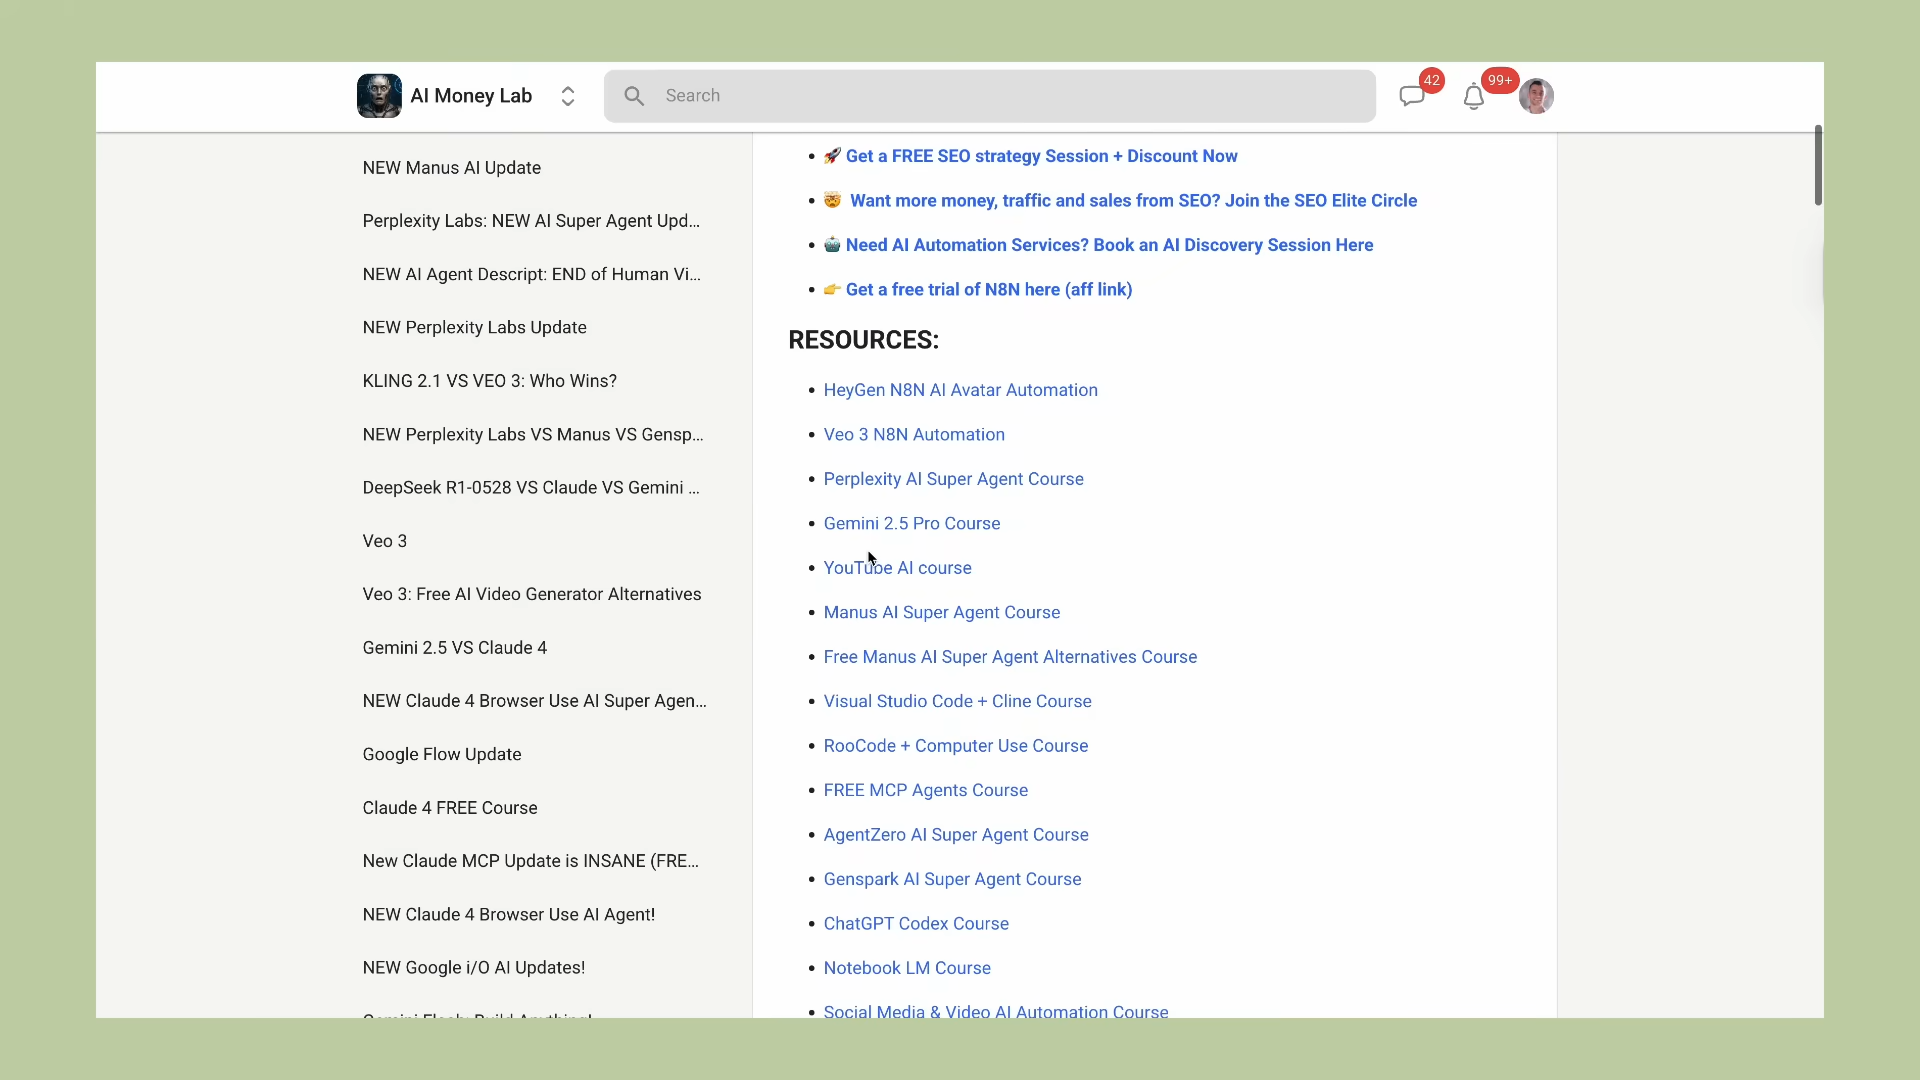 AI Money Lab
Search
42
99+
NEW Manus AI Update
Perplexity Labs: NEW AI Super Agent Upd...
NEW AI Agent Descript: END of Human Vi...
NEW Perplexity Labs Update
KLING 2.1 VS VEO 3: Who Wins?
NEW Perplexity Labs VS Manus VS Gensp...
DeepSeek R1-0528 VS Claude VS Gemini ...
Veo 3
Veo 3: Free AI Video Generator Alternatives
Gemini 2.5 VS Claude 4
NEW Claude 4 Browser Use AI Super Agen...
Google Flow Update
Claude 4 FREE Course
New Claude MCP Update is INSANE (FRE...
NEW Claude 4 Browser Use AI Agent!
NEW Google i/O AI Updates!
Gemini Flash: Build Anything!
🚀 Get a FREE SEO strategy Session + Discount Now
🤯 Want more money, traffic and sales from SEO? Join the SEO Elite Circle
🤖 Need AI Automation Services? Book an AI Discovery Session Here
👉 Get a free trial of N8N here (aff link)
RESOURCES:
HeyGen N8N AI Avatar Automation
Veo 3 N8N Automation
Perplexity AI Super Agent Course
Gemini 2.5 Pro Course
YouTube AI course
Manus AI Super Agent Course
Free Manus AI Super Agent Alternatives Course
Visual Studio Code + Cline Course
RooCode + Computer Use Course
FREE MCP Agents Course
AgentZero AI Super Agent Course
Genspark AI Super Agent Course
ChatGPT Codex Course
Notebook LM Course
Social Media & Video AI Automation Course